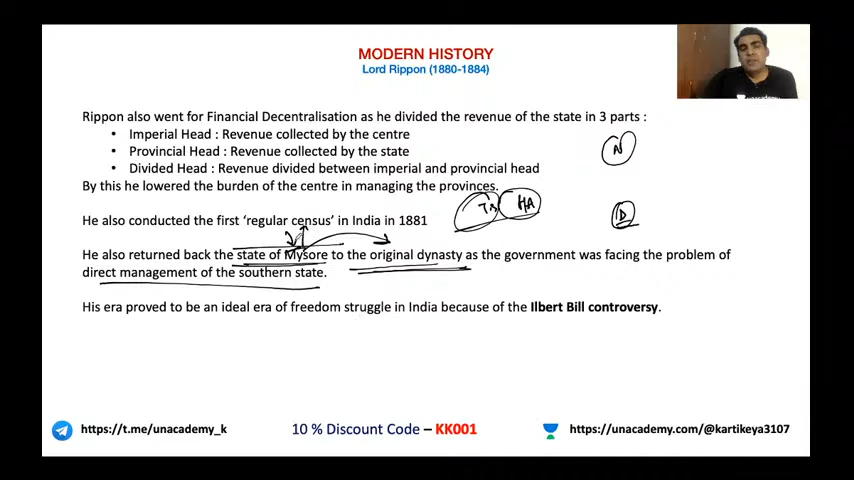 MODERN HISTORY
Lord Rippon (1880-1884)
Rippon also went for Financial Decentralisation as he divided the revenue of the state in 3 parts :
• Imperial Head : Revenue collected by the centre
• Provincial Head : Revenue collected by the state
• Divided Head : Revenue divided between imperial and provincial head
N
By this he lowered the burden of the centre in managing the provinces.
HA
D
He also conducted the first ‘regular census’ in India in 1881
He also returned back the state of Mysore to the original dynasty as the government was facing the problem of
direct management of the southern state.
His era proved to be an ideal era of freedom struggle in India because of the Ilbert Bill controversy.
https://t.me/unacademy_k
10 % Discount Code – KK001
https://unacademy.com/@kartikeya3107
unacademy